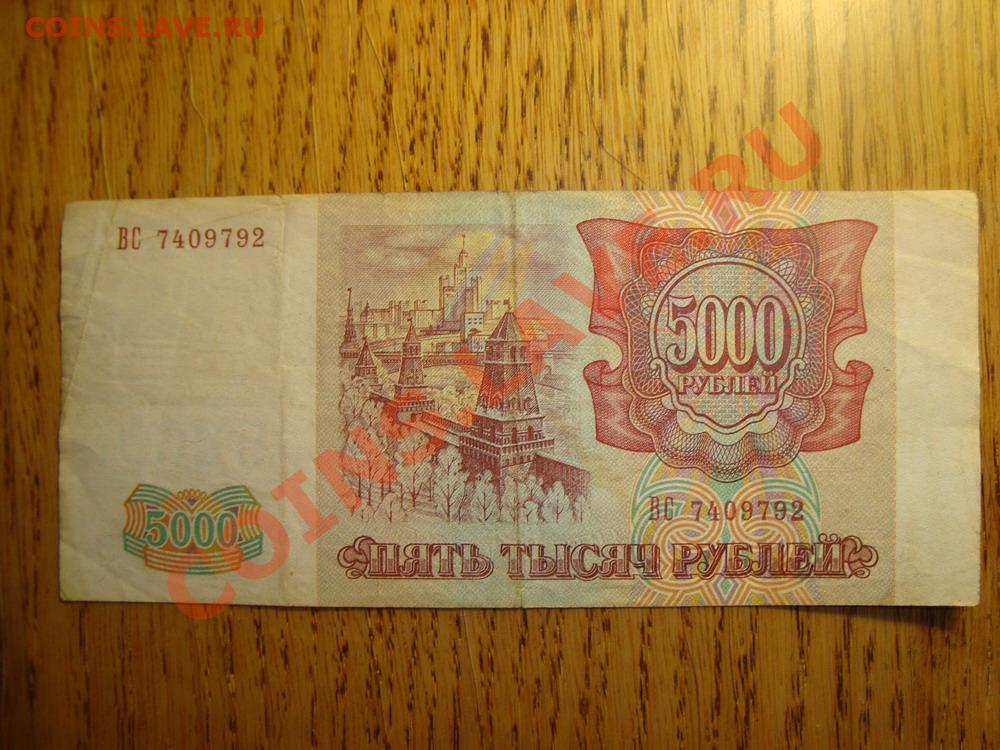 COINS.LAVE.RU
ВС 7409792
5000
РУБЛЕЙ
5000
ВС 7409792
ПЯТЬ ТЫСЯЧ РУБЛЕЙ
COINS.LAVE.RU